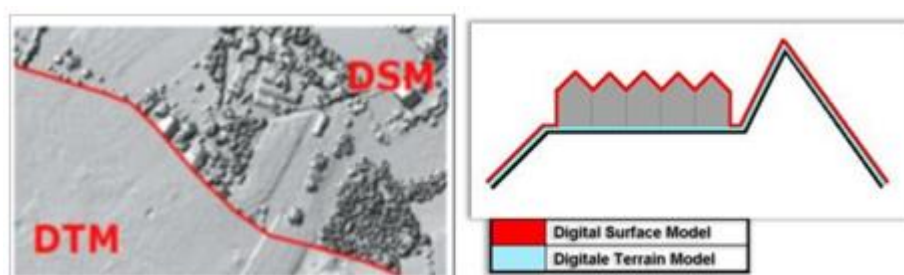 DSM
DTM
Digital Surface Model
Digitale Terrain Model